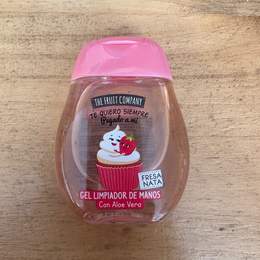 THE FRUIT COMPANY
TE QUIERO SIEMPRE
Pegado a mí
FRESA
NATA
GEL LIMPIADOR DE MANOS
Con Aloe Vera